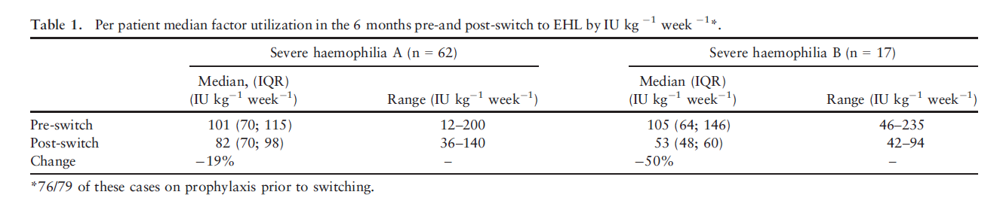 Table 1. Per patient median factor utilization in the 6 months pre-and post-switch to EHL by IU kg −1 week −1*.
Severe haemophilia A (n = 62) Severe haemophilia B (n = 17)
Median, (IQR) Median (IQR)
(IU kg−1 week−1) Range (IU kg−1 week−1) (IU kg−1 week−1) Range (IU kg−1 week−1)
Pre-switch 101 (70; 115) 12–200 105 (64; 146) 46–235
Post-switch 82 (70; 98) 36–140 53 (48; 60) 42–94
Change −19% – −50% –
*76/79 of these cases on prophylaxis prior to switching.